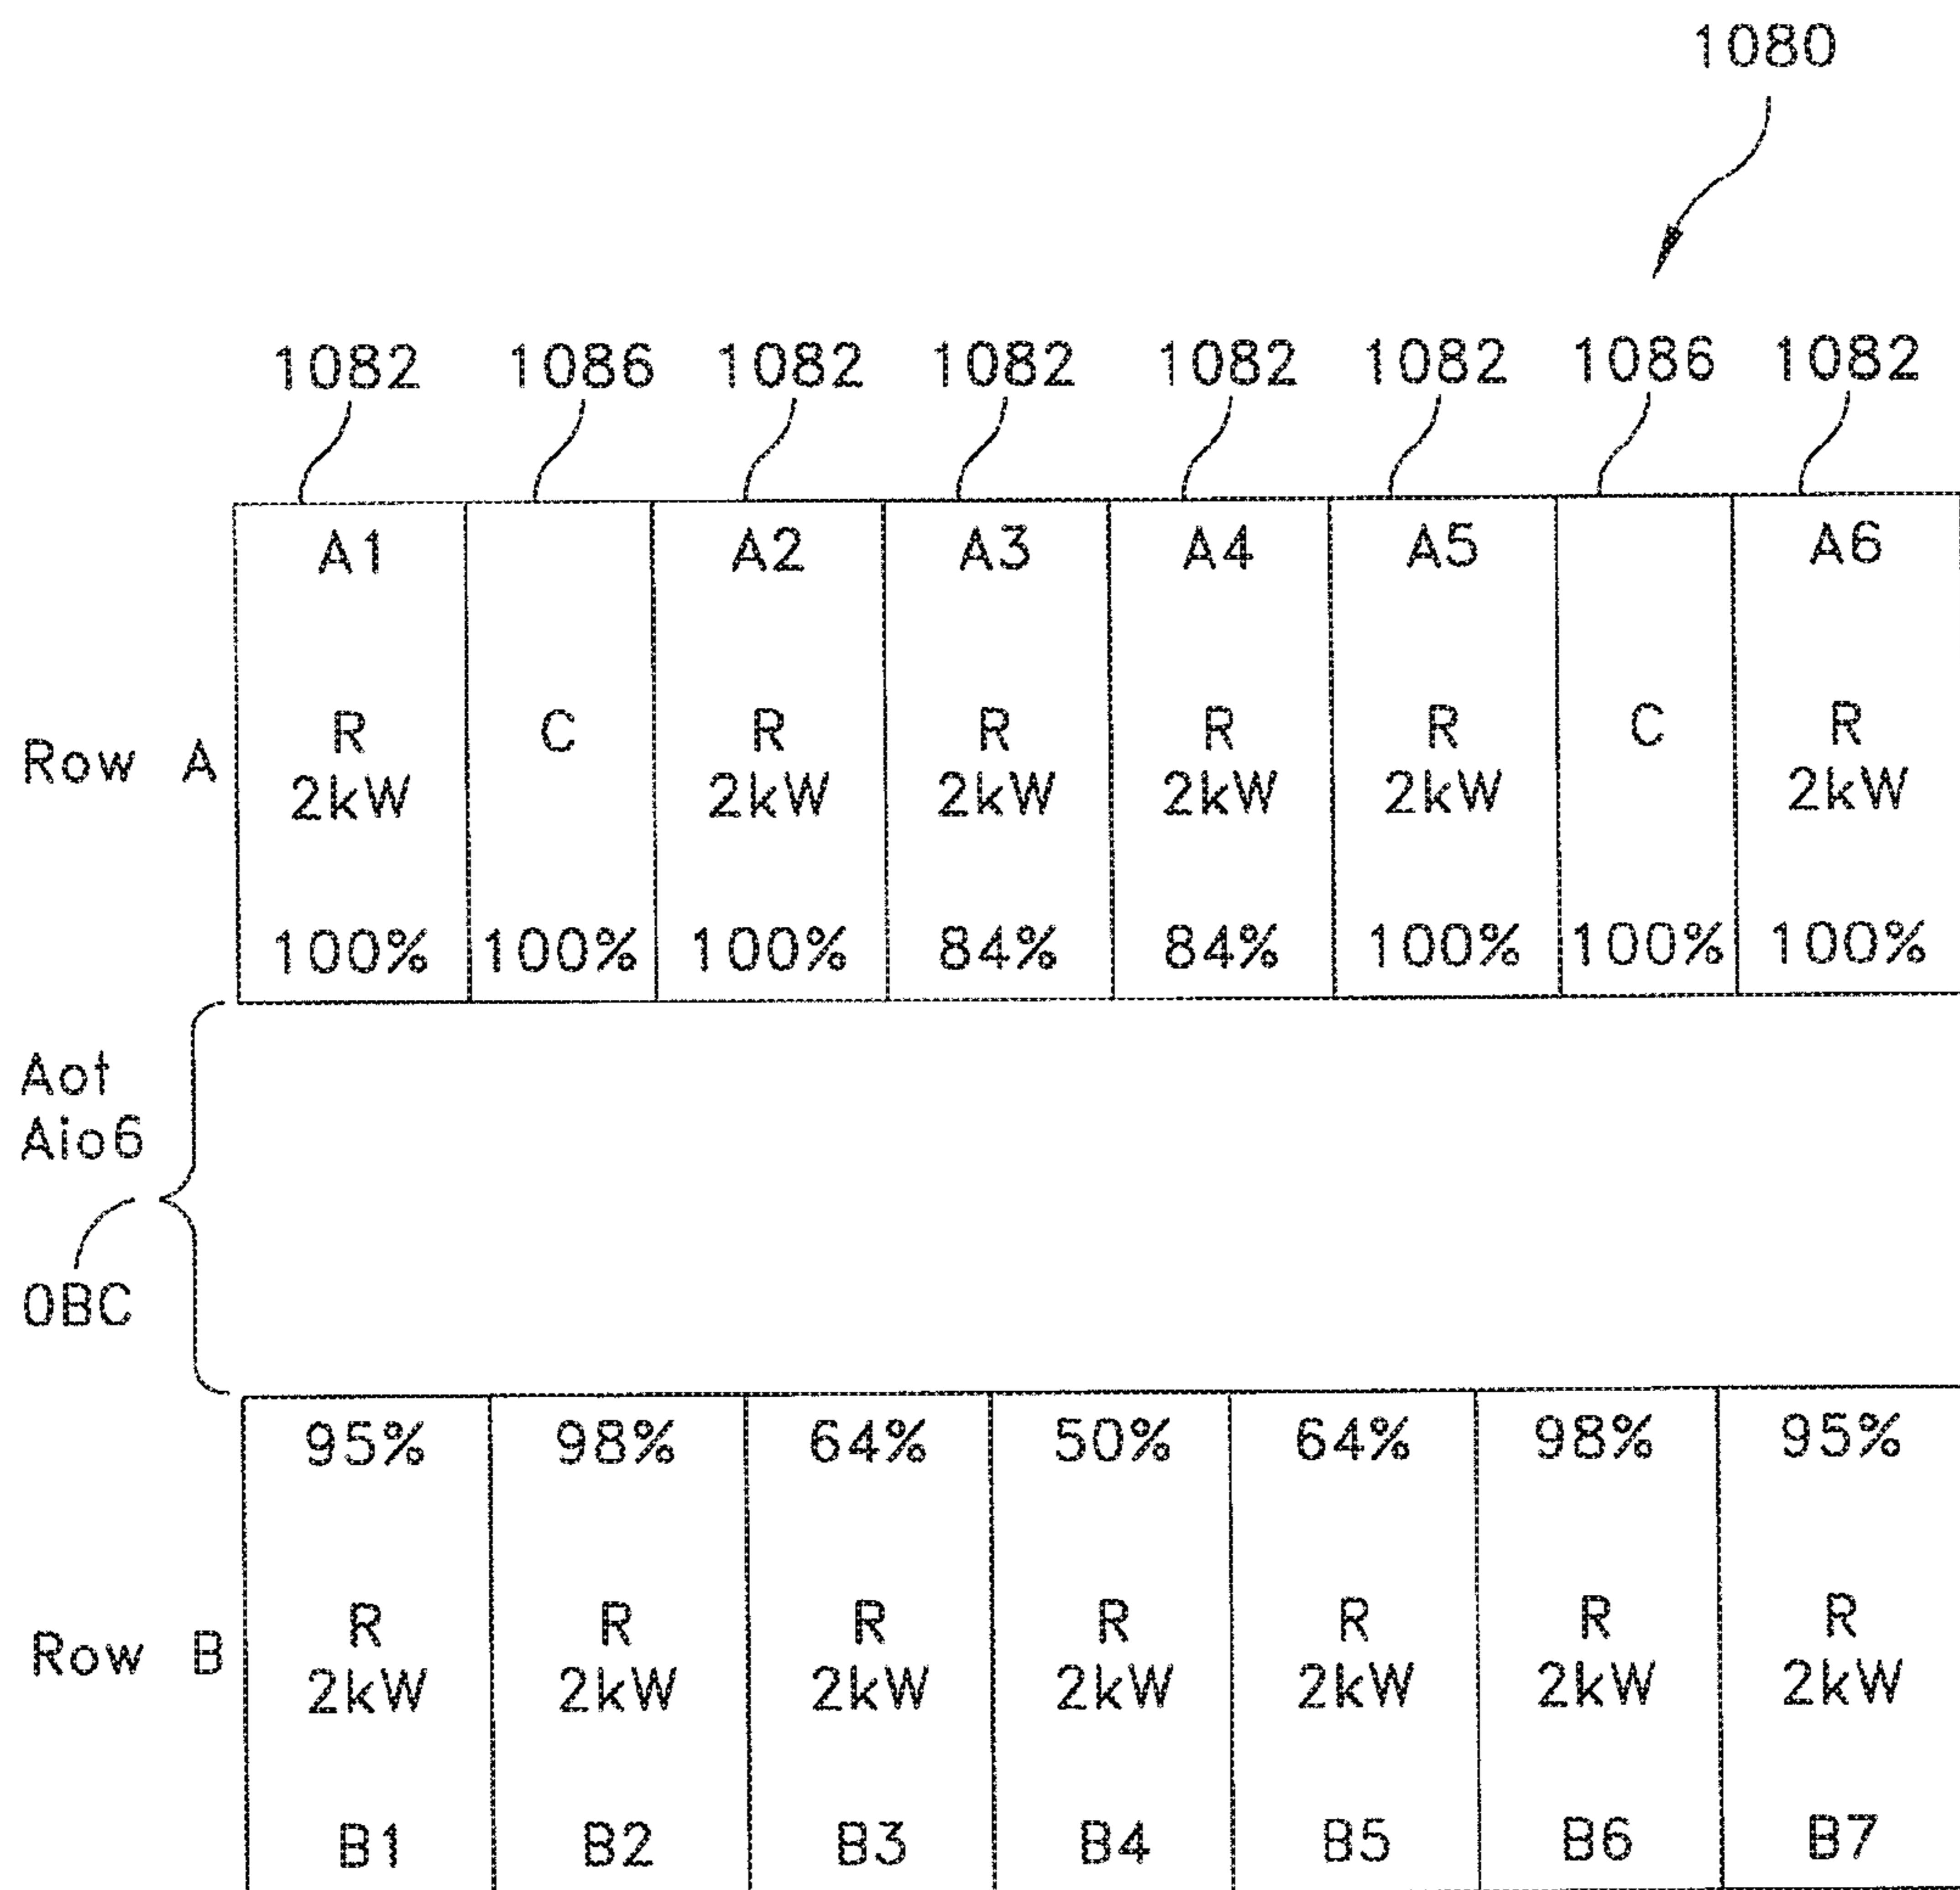 1080
1082 1086 1082 1082 1082 1082 1086 1082
A1 A2 A3 A4 A5 A6
R C R R R R C R
Row A
2kW 2kW 2kW 2kW 2kW 2kW
100% 100% 100% 84% 84% 100% 100% 100%
Aot
Aio6
OBC
95% 98% 64% 50% 64% 98% 95%
R R R R R R R
Row B
2kW 2kW 2kW 2kW 2kW 2kW 2kW
B1 B2 B3 B4 B5 B6 B7